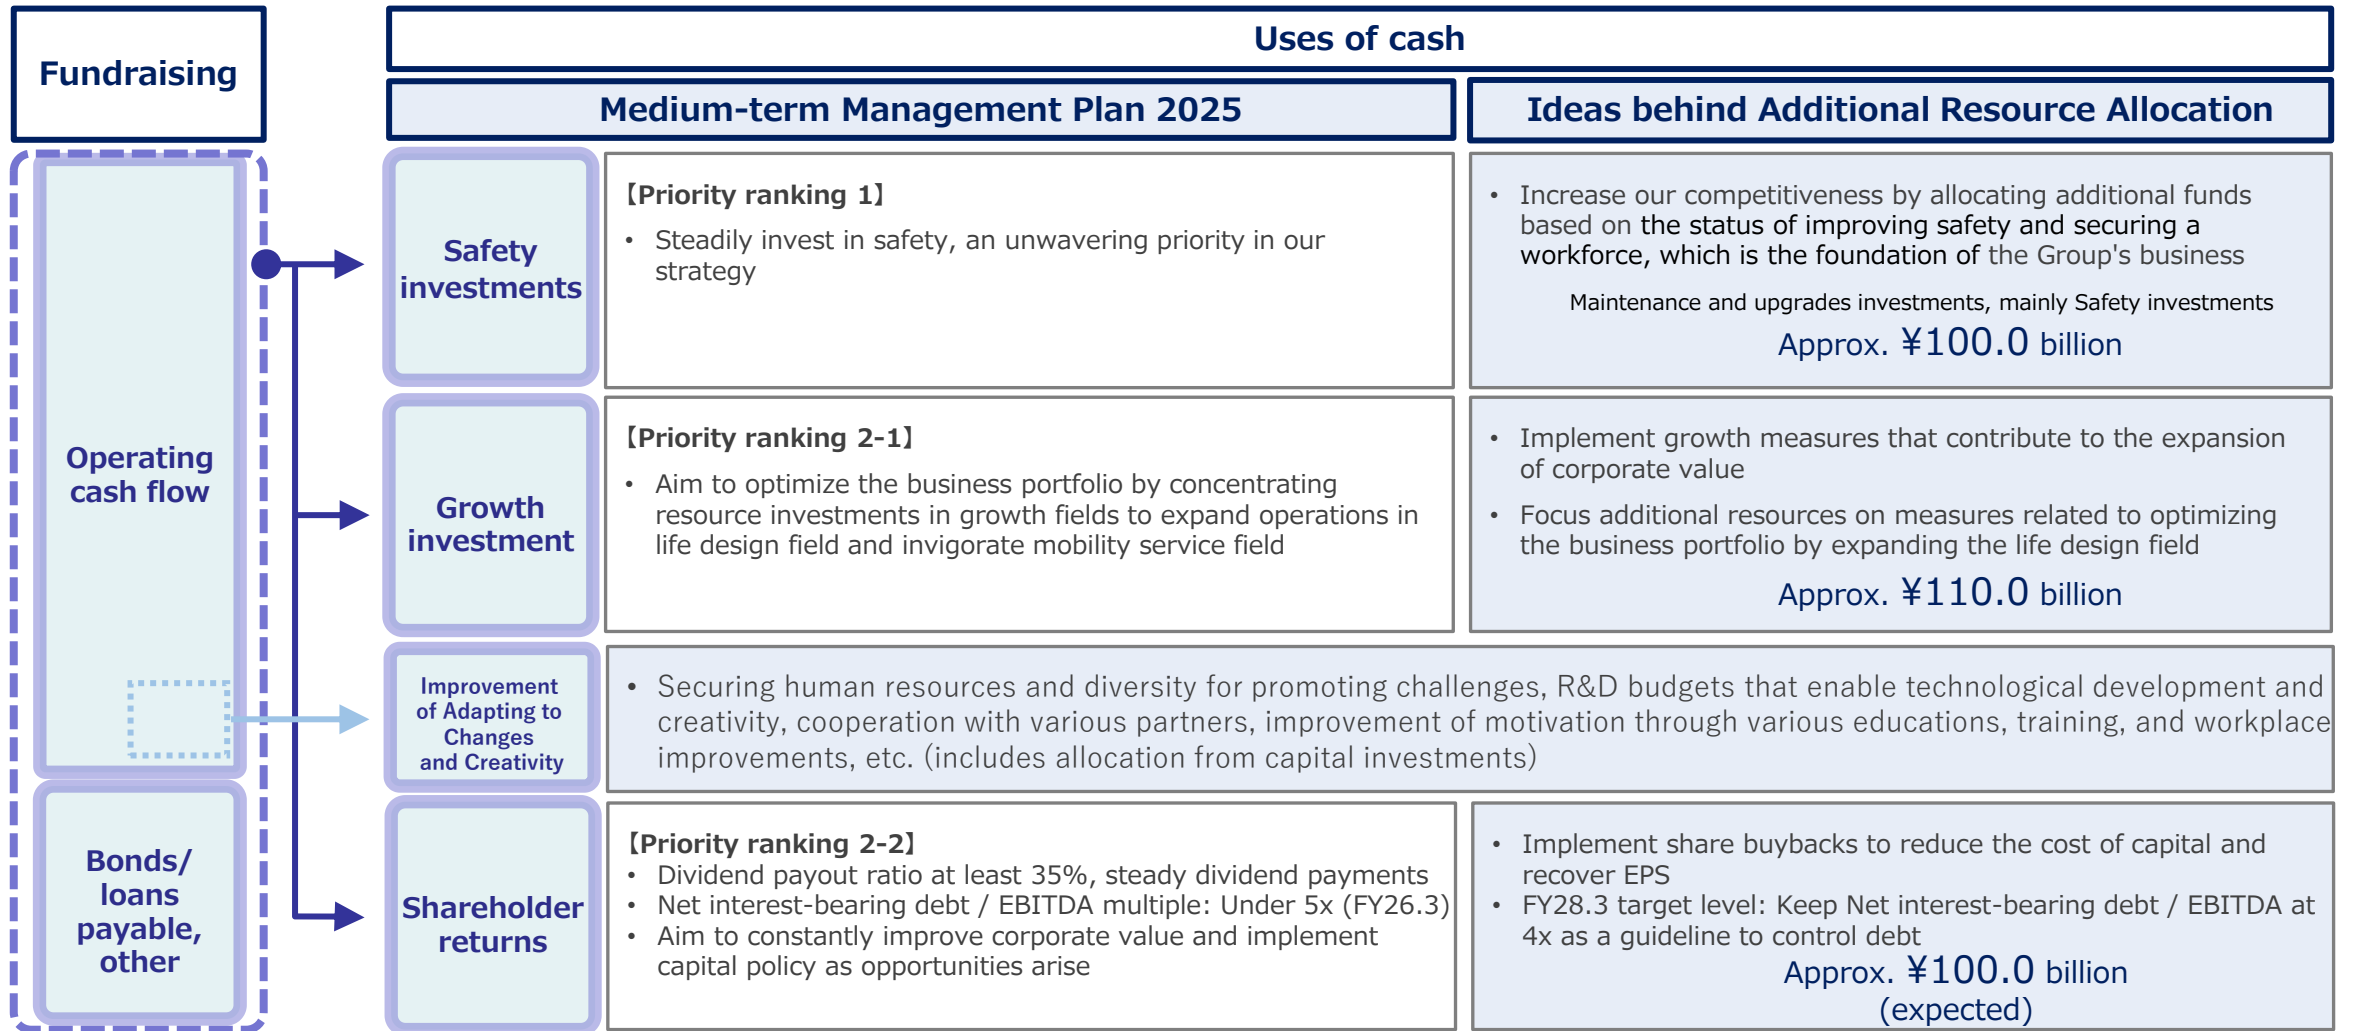 Fundraising
Uses of cash
Medium-term Management Plan 2025
Ideas behind Additional Resource Allocation
Operating
cash flow
Bonds/
loans
payable,
other
Safety
investments
【Priority ranking 1】
• Steadily invest in safety, an unwavering priority in our
strategy
• Increase our competitiveness by allocating additional funds
based on the status of improving safety and securing a
workforce, which is the foundation of the Group's business
Maintenance and upgrades investments, mainly Safety investments
Approx. ¥100.0 billion
Growth
investment
【Priority ranking 2-1】
• Aim to optimize the business portfolio by concentrating
resource investments in growth fields to expand operations in
life design field and invigorate mobility service field
• Implement growth measures that contribute to the expansion
of corporate value
• Focus additional resources on measures related to optimizing
the business portfolio by expanding the life design field
Approx. ¥110.0 billion
Improvement
of Adapting to
Changes
and Creativity
• Securing human resources and diversity for promoting challenges, R&D budgets that enable technological development and
creativity, cooperation with various partners, improvement of motivation through various educations, training, and workplace
improvements, etc. (includes allocation from capital investments)
Shareholder
returns
【Priority ranking 2-2】
• Dividend payout ratio at least 35%, steady dividend payments
• Net interest-bearing debt / EBITDA multiple: Under 5x (FY26.3)
• Aim to constantly improve corporate value and implement
capital policy as opportunities arise
• Implement share buybacks to reduce the cost of capital and
recover EPS
• FY28.3 target level: Keep Net interest-bearing debt / EBITDA at
4x as a guideline to control debt
Approx. ¥100.0 billion
(expected)